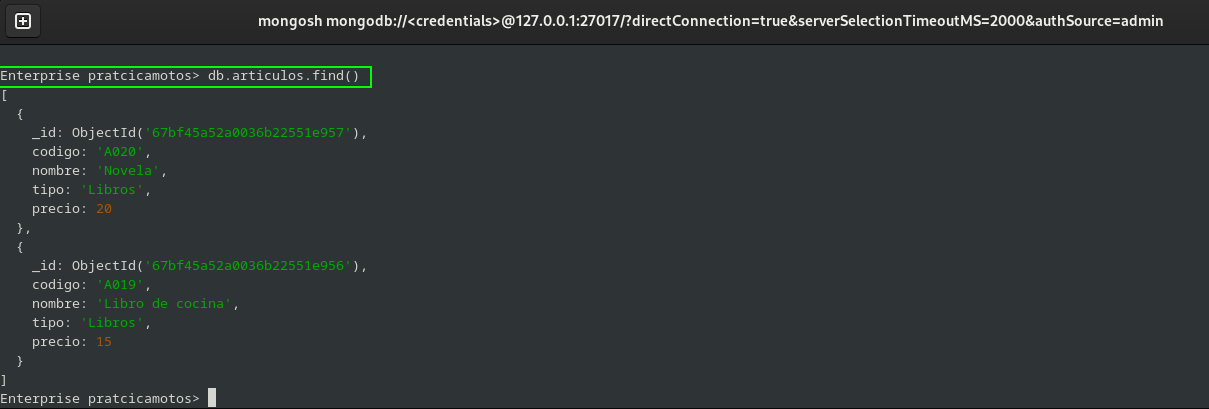 mongosh mongodb://<credentials>@127.0.0.1:27017/?directConnection=true&serverSelectionTimeoutMS=2000&authSource=admin
Enterprise pratcicamotos> db.articulos.find()
[
  {
    _id: ObjectId('67bf45a52a0036b22551e957'),
    codigo: 'A020',
    nombre: 'Novela',
    tipo: 'Libros',
    precio: 20
  },
  {
    _id: ObjectId('67bf45a52a0036b22551e956'),
    codigo: 'A019',
    nombre: 'Libro de cocina',
    tipo: 'Libros',
    precio: 15
  }
]
Enterprise pratcicamotos>